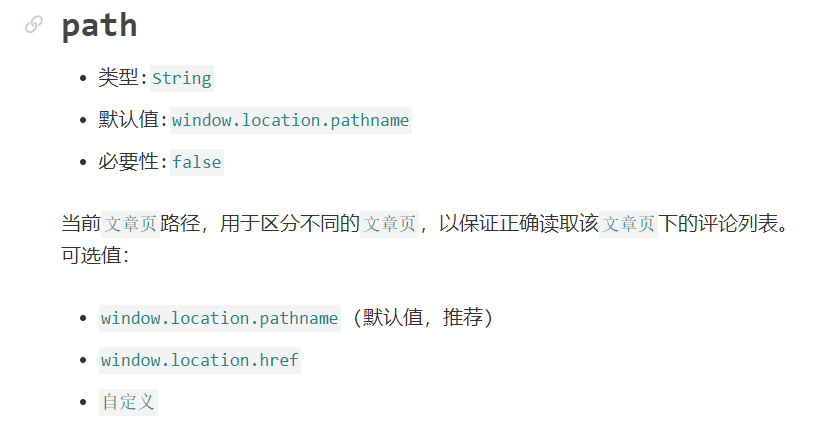 path
类型:String
默认值:window.location.pathname
必要性:false
当前文章页路径，用于区分不同的文章页，以保证正确读取该文章页下的评论列表。
可选值：
window.location.pathname（默认值，推荐）
window.location.href
自定义